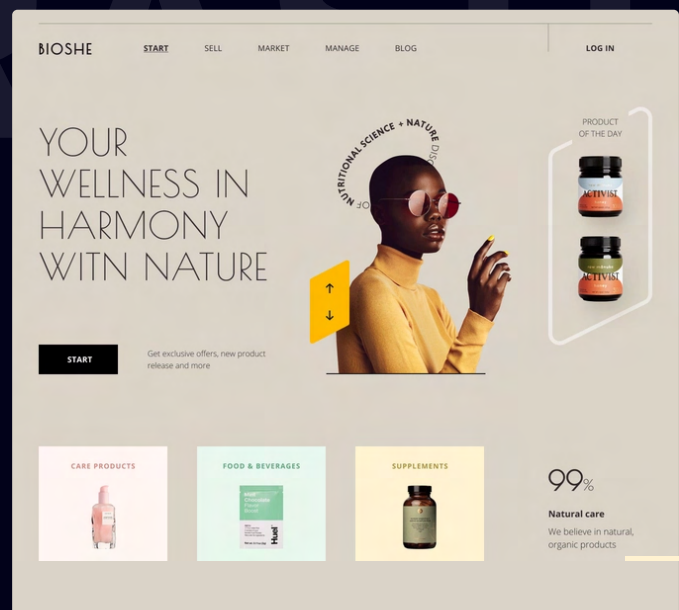 BIOSHE
START
SELL
MARKET
MANAGE
BLOG
LOG IN
YOUR
WELLNESS IN
HARMONY
WITN NATURE
START
Get exclusive offers, new product
release and more
OF NUTRITIONAL SCIENCE + NATURE DISC
PRODUCT
OF THE DAY
ACTIVIST
ACTIVIST
CARE PRODUCTS
FOOD & BEVERAGES
Huel
SUPPLEMENTS
99%
Natural care
We believe in natural,
organic products